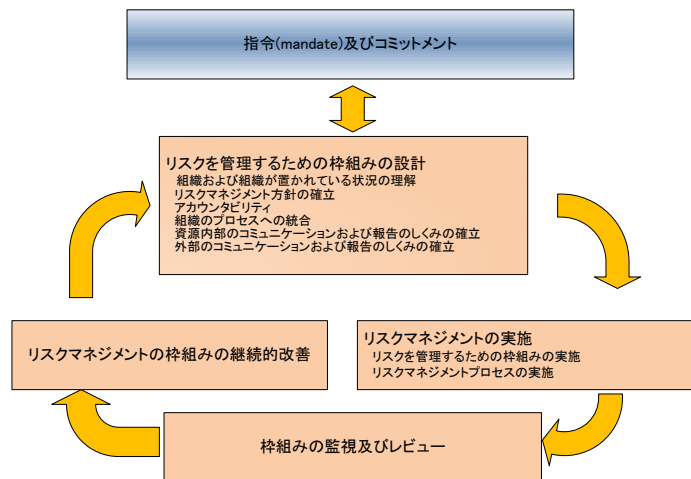 指令(mandate)及びコミットメント
リスクを管理するための枠組みの設計
組織および組織が置かれている状況の理解
リスクマネジメント方針の確立
アカウンタビリティ
組織のプロセスへの統合
資源内部のコミュニケーションおよび報告のしくみの確立
外部のコミュニケーションおよび報告のしくみの確立
リスクマネジメントの枠組みの継続的改善
リスクマネジメントの実施
リスクを管理するための枠組みの実施
リスクマネジメントプロセスの実施
枠組みの監視及びレビュー